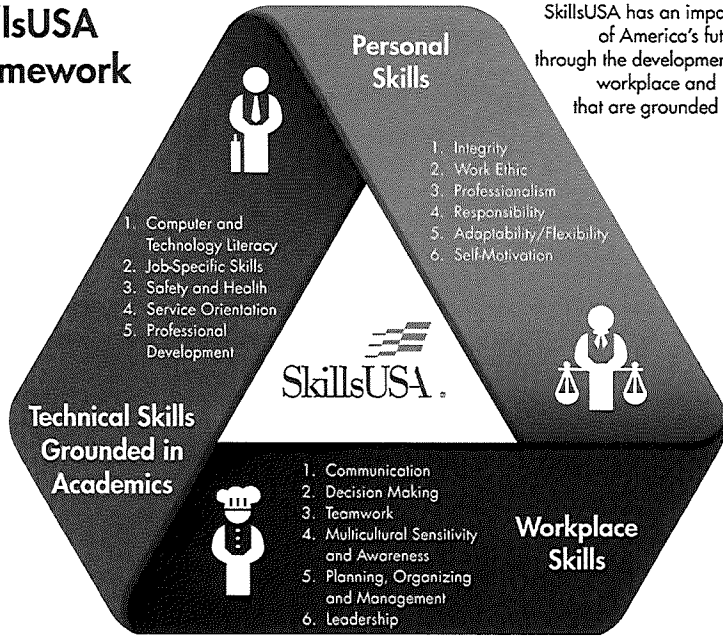 llsUSA
mework
SkillsUSA has an impa
of America's fut
through the development
workplace and
that are grounded
Personal
Skills
1. Integrity
2. Work Ethic
3. Professionalism
4. Responsibility
5. Adaptability/Flexibility
6. Self-Motivation
1. Computer and
Technology Literacy
2. Job-Specific Skills
3. Safety and Health
4. Service Orientation
5. Professional
Development
SkillsUSA
Technical Skills
Grounded in
Academics
1. Communication
2. Decision Making
3. Teamwork
4. Multicultural Sensitivity
and Awareness
5. Planning, Organizing
and Management
6. Leadership
Workplace
Skills